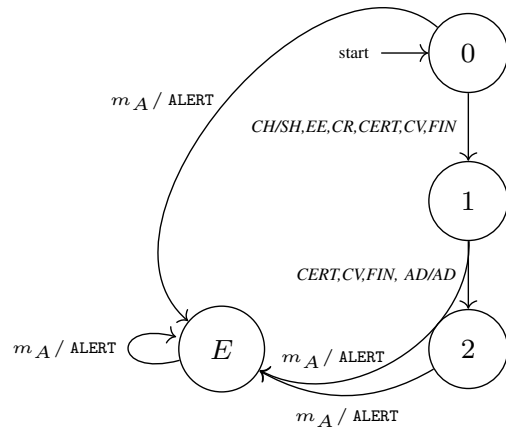 start
0
m_A / ALERT
CH/SH,EE,CR,CERT,CV,FIN
1
CERT,CV,FIN, AD/AD
m_A / ALERT
E
m_A / ALERT
2
m_A / ALERT